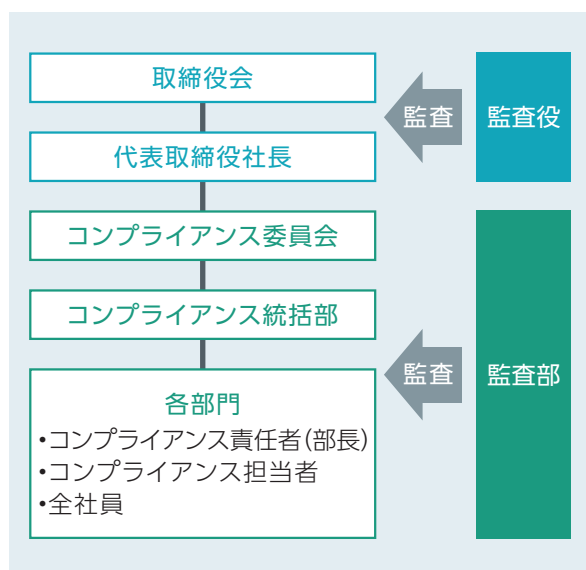 取締役会
監査
監査役
代表取締役社長
コンプライアンス委員会
コンプライアンス統括部
監査
監査部
各部門
•コンプライアンス責任者(部長)
•コンプライアンス担当者
•全社員